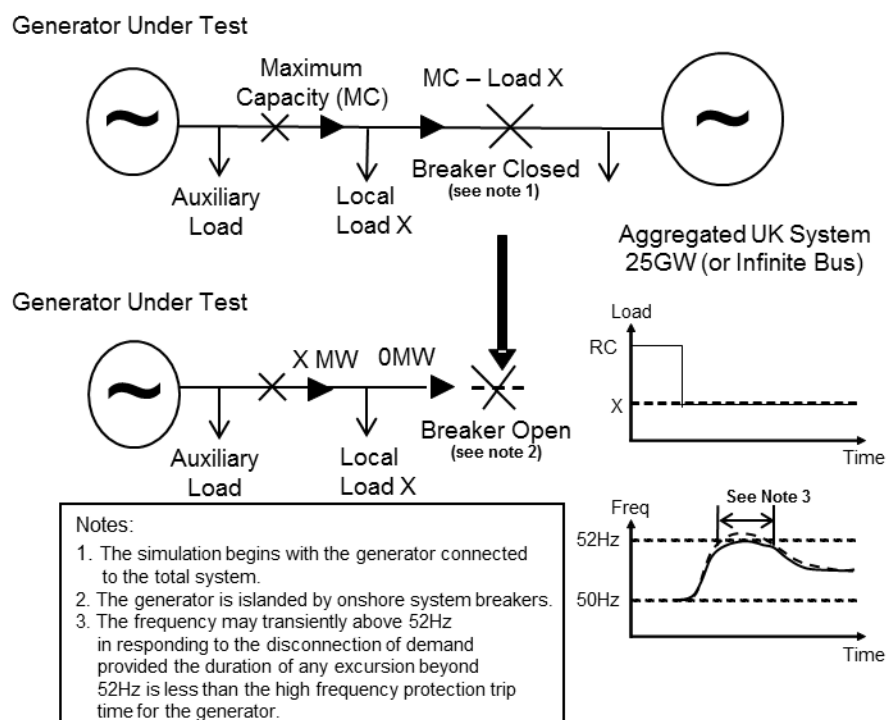 Generator Under Test
Maximum
Capacity (MC)
MC – Load X
~
~
Auxiliary
Load
Local
Load X
Breaker Closed
(see note 1)
Aggregated UK System
25GW (or Infinite Bus)
Generator Under Test
X MW
0MW
~
Auxiliary
Load
Local
Load X
Breaker Open
(see note 2)
Load
RC
X
Time
Freq
See Note 3
52Hz
50Hz
Time
Notes:
1. The simulation begins with the generator connected
to the total system.
2. The generator is islanded by onshore system breakers.
3. The frequency may transiently above 52Hz
in responding to the disconnection of demand
provided the duration of any excursion beyond
52Hz is less than the high frequency protection trip
time for the generator.